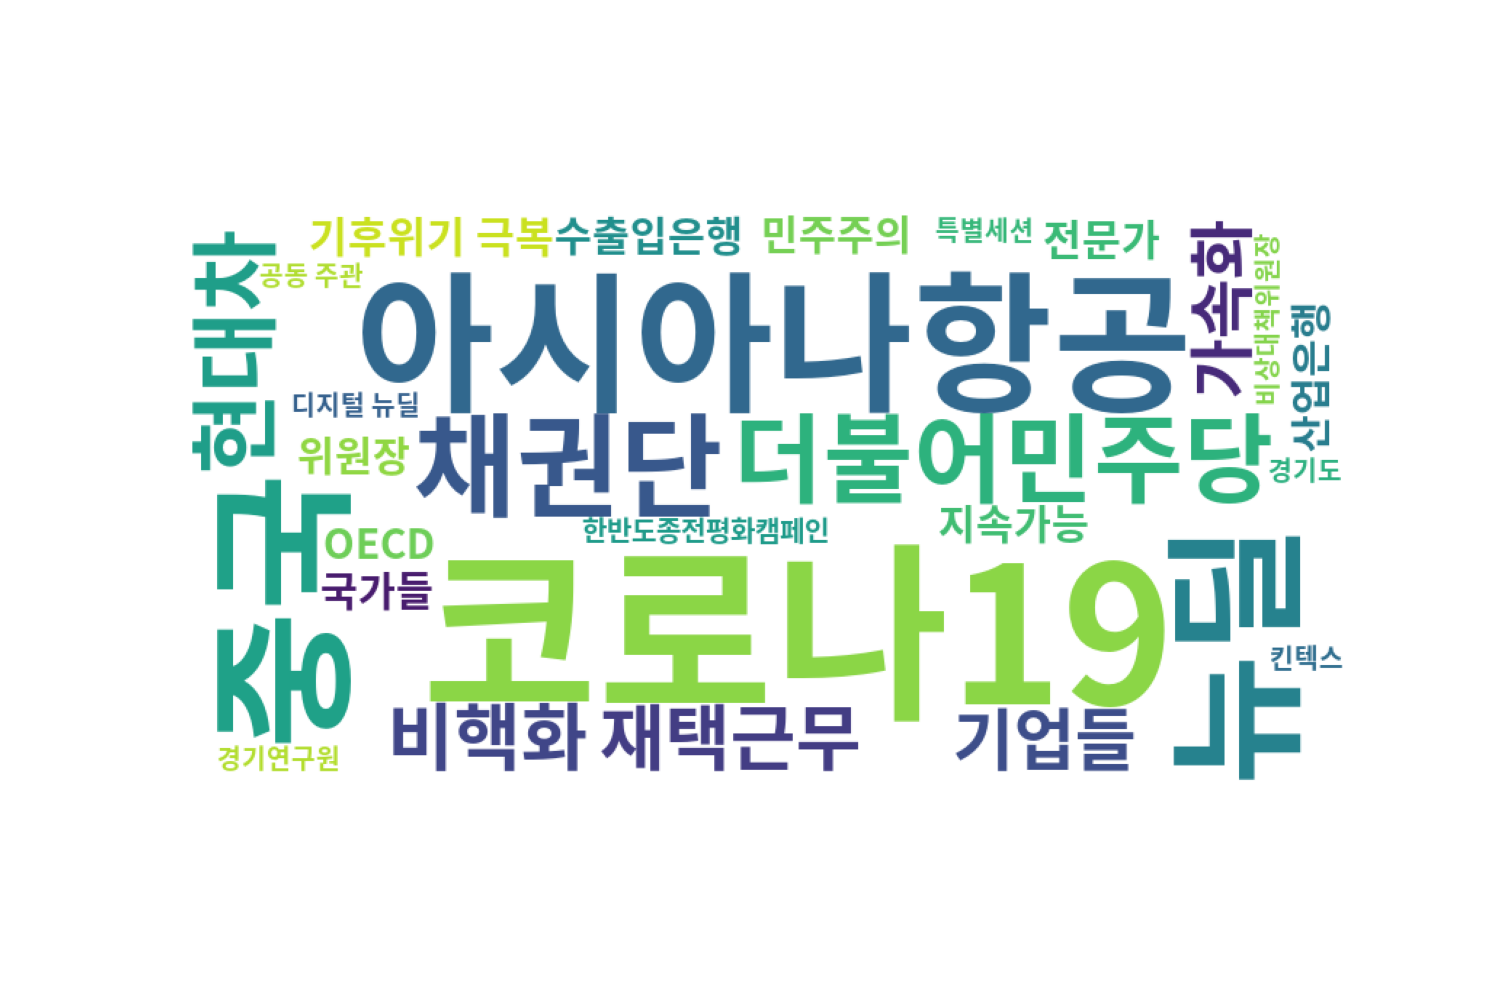 기후위기 극복
수출입은행
민주주의
특별세션
전문가
가속화
비상대책위원장
현대차
공동 주관
아시아나항공
산업은행
디지털 뉴딜
위원장
채권단
더불어민주당
경기도
중국
OECD
한반도종전평화캠페인
지속가능
국가들
코로나19
뉴딜
킨텍스
경기연구원
비핵화
재택근무
기업들